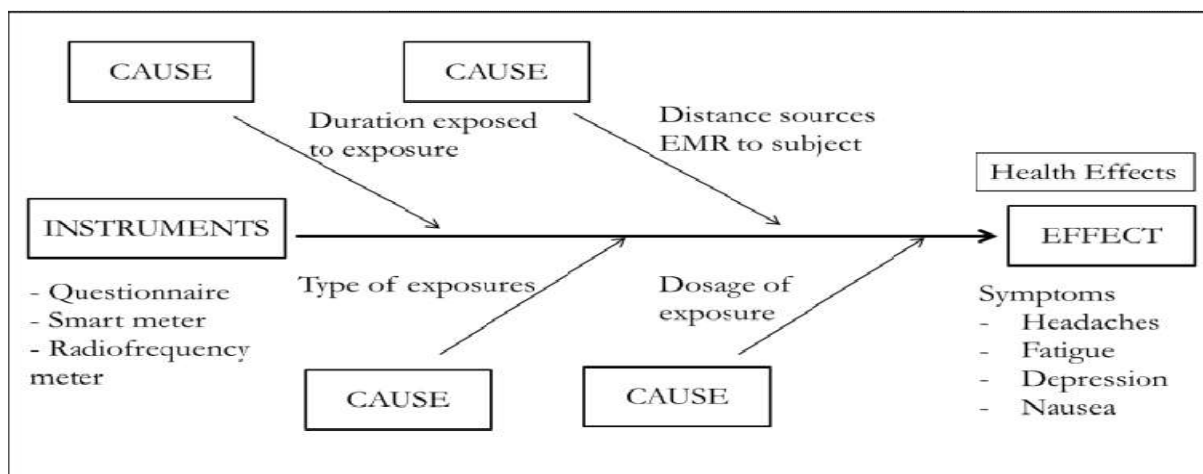 CAUSE
CAUSE
Duration exposed
to exposure
Distance sources
EMR to subject
Health Effects
INSTRUMENTS
EFFECT
- Questionnaire
- Smart meter
- Radiofrequency
meter
Type of exposures
Dosage of
exposure
Symptoms
- Headaches
- Fatigue
- Depression
- Nausea
CAUSE
CAUSE